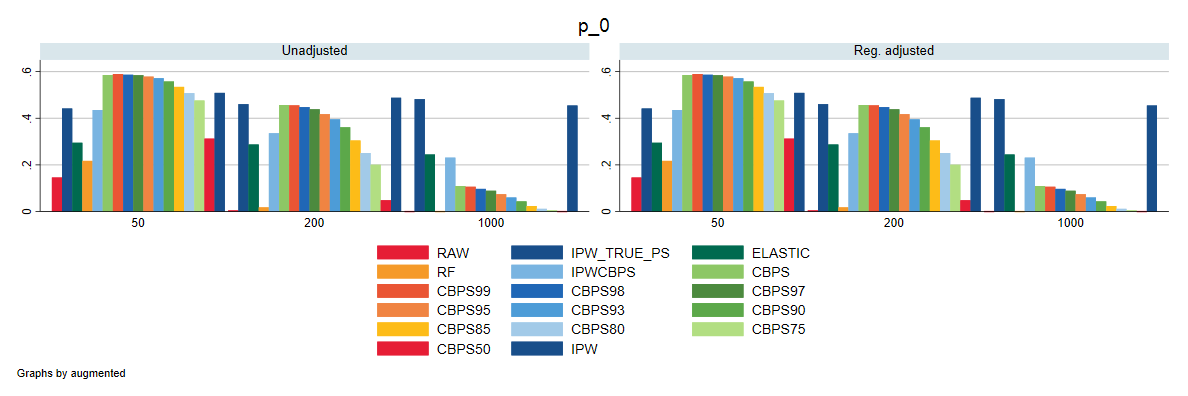 p_0
Unadjusted Reg. adjusted
.6 .6
.4 .4
.2 .2
0 0
50 200 1000 50 200 1000
RAW IPW_TRUE_PS ELASTIC
RF IPWCBPS CBPS
CBPS99 CBPS98 CBPS97
CBPS95 CBPS93 CBPS90
CBPS85 CBPS80 CBPS75
CBPS50 IPW
Graphs by augmented